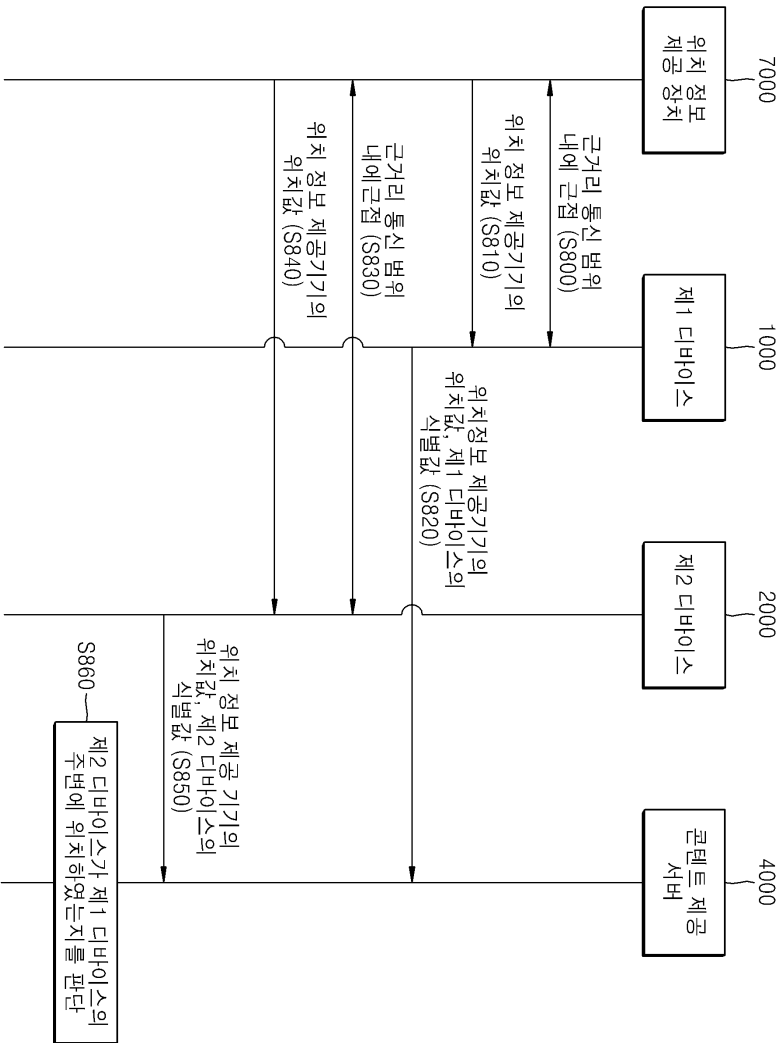 7000
위치 정보
제공 장치
1000
제1 디바이스
2000
제2 디바이스
4000
콘텐트 제공
서버
근거리 통신 범위
내에 근접 (S800)
위치 정보 제공기기의
위치값 (S810)
위치정보 제공기기의
위치값, 제1 디바이스의
식별값 (S820)
근거리 통신 범위
내에근접 (S830)
위치 정보 제공기기의
위치값 (S840)
위치 정보 제공 기기의
위치값, 제2 디바이스의
식별값 (S850)
S860
제2 디바이스가 제1 디바이스의
주변에 위치하였는지를 판단